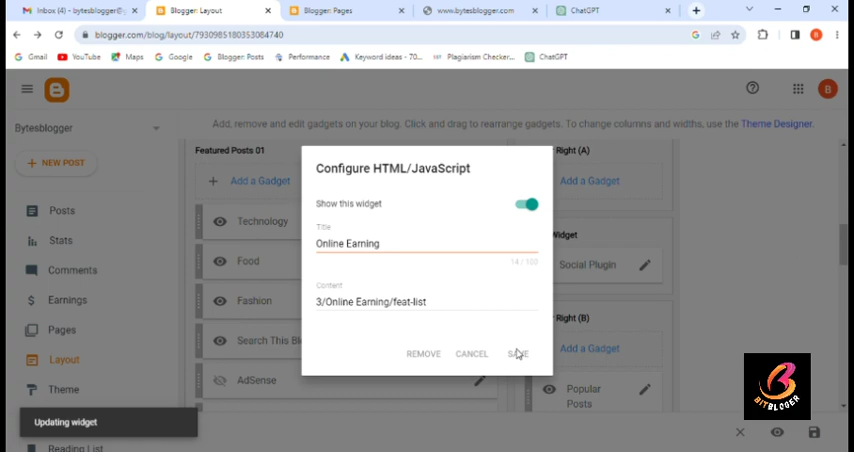 Inbox (4) - bytesblogger@g
Blogger: Layout
Blogger: Pages
www.bytesblogger.com
ChatGPT
blogger.com/blog/layout/7930985180353084740
Gmail
YouTube
Maps
Google
Blogger: Posts
Performance
Keyword ideas - 70...
Plagiarism Checker...
ChatGPT
B
Bytesblogger
Add, remove and edit gadgets on your blog. Click and drag to rearrange gadgets. To change columns and widths, use the Theme Designer.
NEW POST
Posts
Stats
Comments
Earnings
Pages
Layout
Theme
Reading List
Featured Posts 01
Add a Gadget
Technology
Food
Fashion
Search This Bl
AdSense
Configure HTML/JavaScript
Show this widget
Title
Online Earning
14 / 100
Content
3/Online Earning/feat-list
REMOVE
CANCEL
SAVE
Right (A)
Add a Gadget
Widget
Social Plugin
r Right (B)
Add a Gadget
Popular
Posts
Updating widget
BITBLOGER